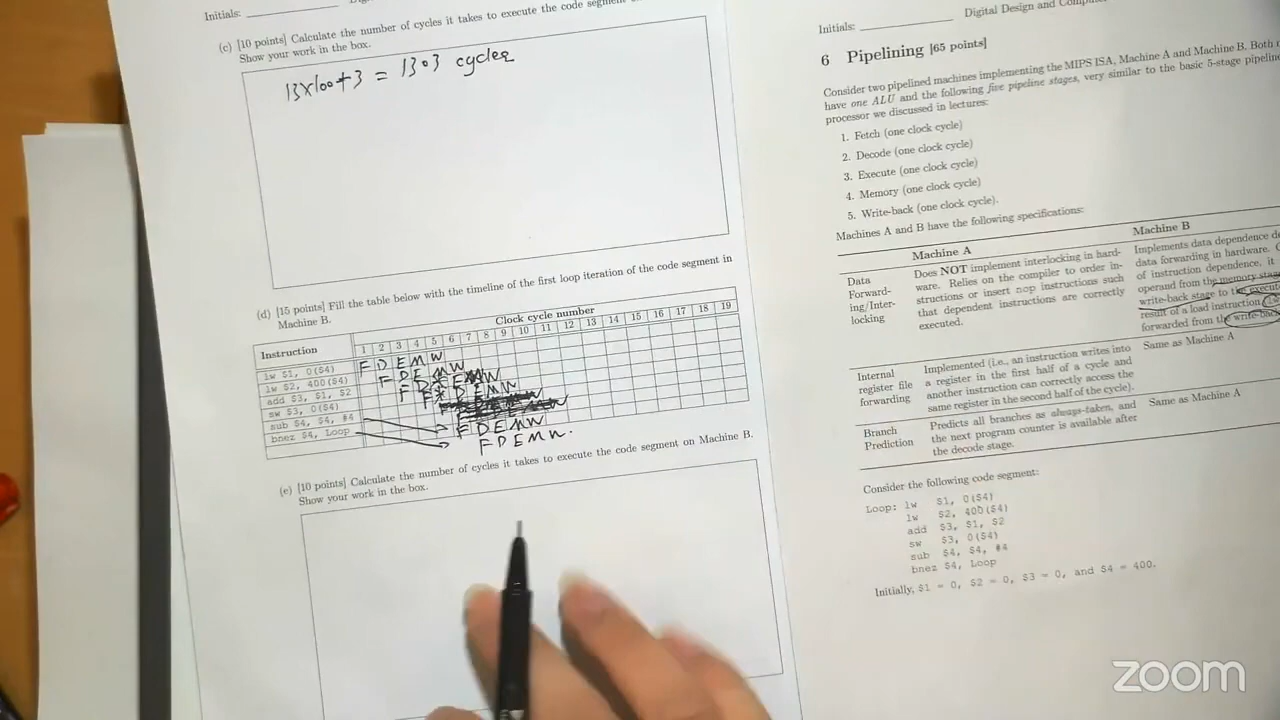 Initials:
(c) [10 points] Calculate the number of cycles it takes to execute the code segment
Show your work in the box.
13x100+3 = 1303 cycles
(d) [15 points] Fill the table below with the timeline of the first loop iteration of the code segment in
Machine B.
Clock cycle number
Instruction 1 2 3 4 5 6 7 8 9 10 11 12 13 14 15 16 17 18 19
lw $1, 0($4) F D E M W
lw $2, 400($4) F D E M W
add $3, $1, $2 F D * E M W
sw $3, 0($4) F * D E M W
sub $4, $4, #4 F D E M W
bnez $4, Loop F D E M W.
(e) [10 points] Calculate the number of cycles it takes to execute the code segment on Machine B.
Show your work in the box.
Initials:
Digital Design and
6 Pipelining [65 points]
Consider two pipelined machines implementing the MIPS ISA, Machine A and Machine B. Both
have one ALU and the following five pipeline stages, very similar to the basic 5-stage
processor we discussed in lectures:
1. Fetch (one clock cycle)
2. Decode (one clock cycle)
3. Execute (one clock cycle)
4. Memory (one clock cycle)
5. Write-back (one clock cycle).
Machines A and B have the following specifications:
Machine A Machine B
Data
Forward-
ing/Inter-
locking
Does NOT implement interlocking in hard-
ware. Relies on the compiler to order in-
structions or insert nop instructions such
that dependent instructions are correctly
executed.
Implements data dependence
data forwarding in hardware.
of instruction dependence, it
operand from the memory
write-back stage to the
result of a load instruction
forwarded from the write-back
Internal
register file
forwarding
Implemented (i.e., an instruction writes into
a register in the first half of a cycle and
another instruction can correctly access the
same register in the second half of the cycle).
Same as Machine A
Branch
Prediction
Predicts all branches as always-taken, and
the next program counter is available after
the decode stage.
Same as Machine A
Consider the following code segment:
Loop: lw $1, 0($4)
lw $2, 400($4)
add $3, $1, $2
sw $3, 0($4)
sub $4, $4, #4
bnez $4, Loop
Initially, $1 = 0, $2 = 0, $3 = 0, and $4 = 400.
zoom